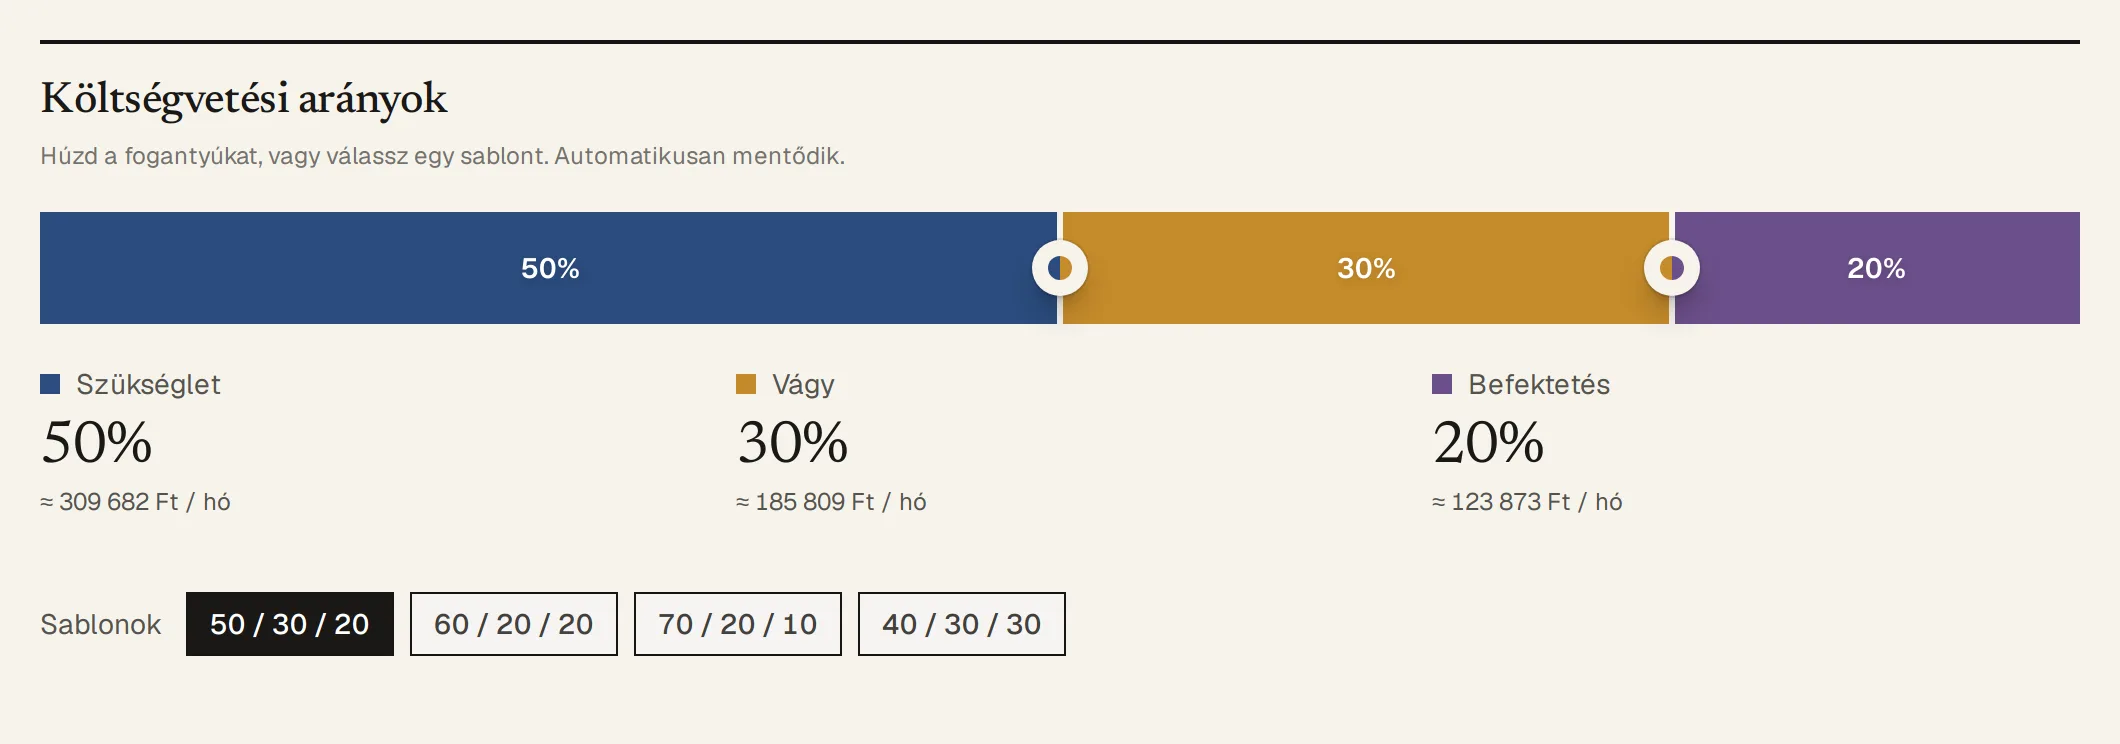 Költségvetési arányok
Húzd a fogantyúkat, vagy válassz egy sablont. Automatikusan mentődik.
50% 30% 20%
Szükséglet Vágy Befektetés
50% 30% 20%
≈ 309 682 Ft / hó ≈ 185 809 Ft / hó ≈ 123 873 Ft / hó
Sablonok 50 / 30 / 20 60 / 20 / 20 70 / 20 / 10 40 / 30 / 30